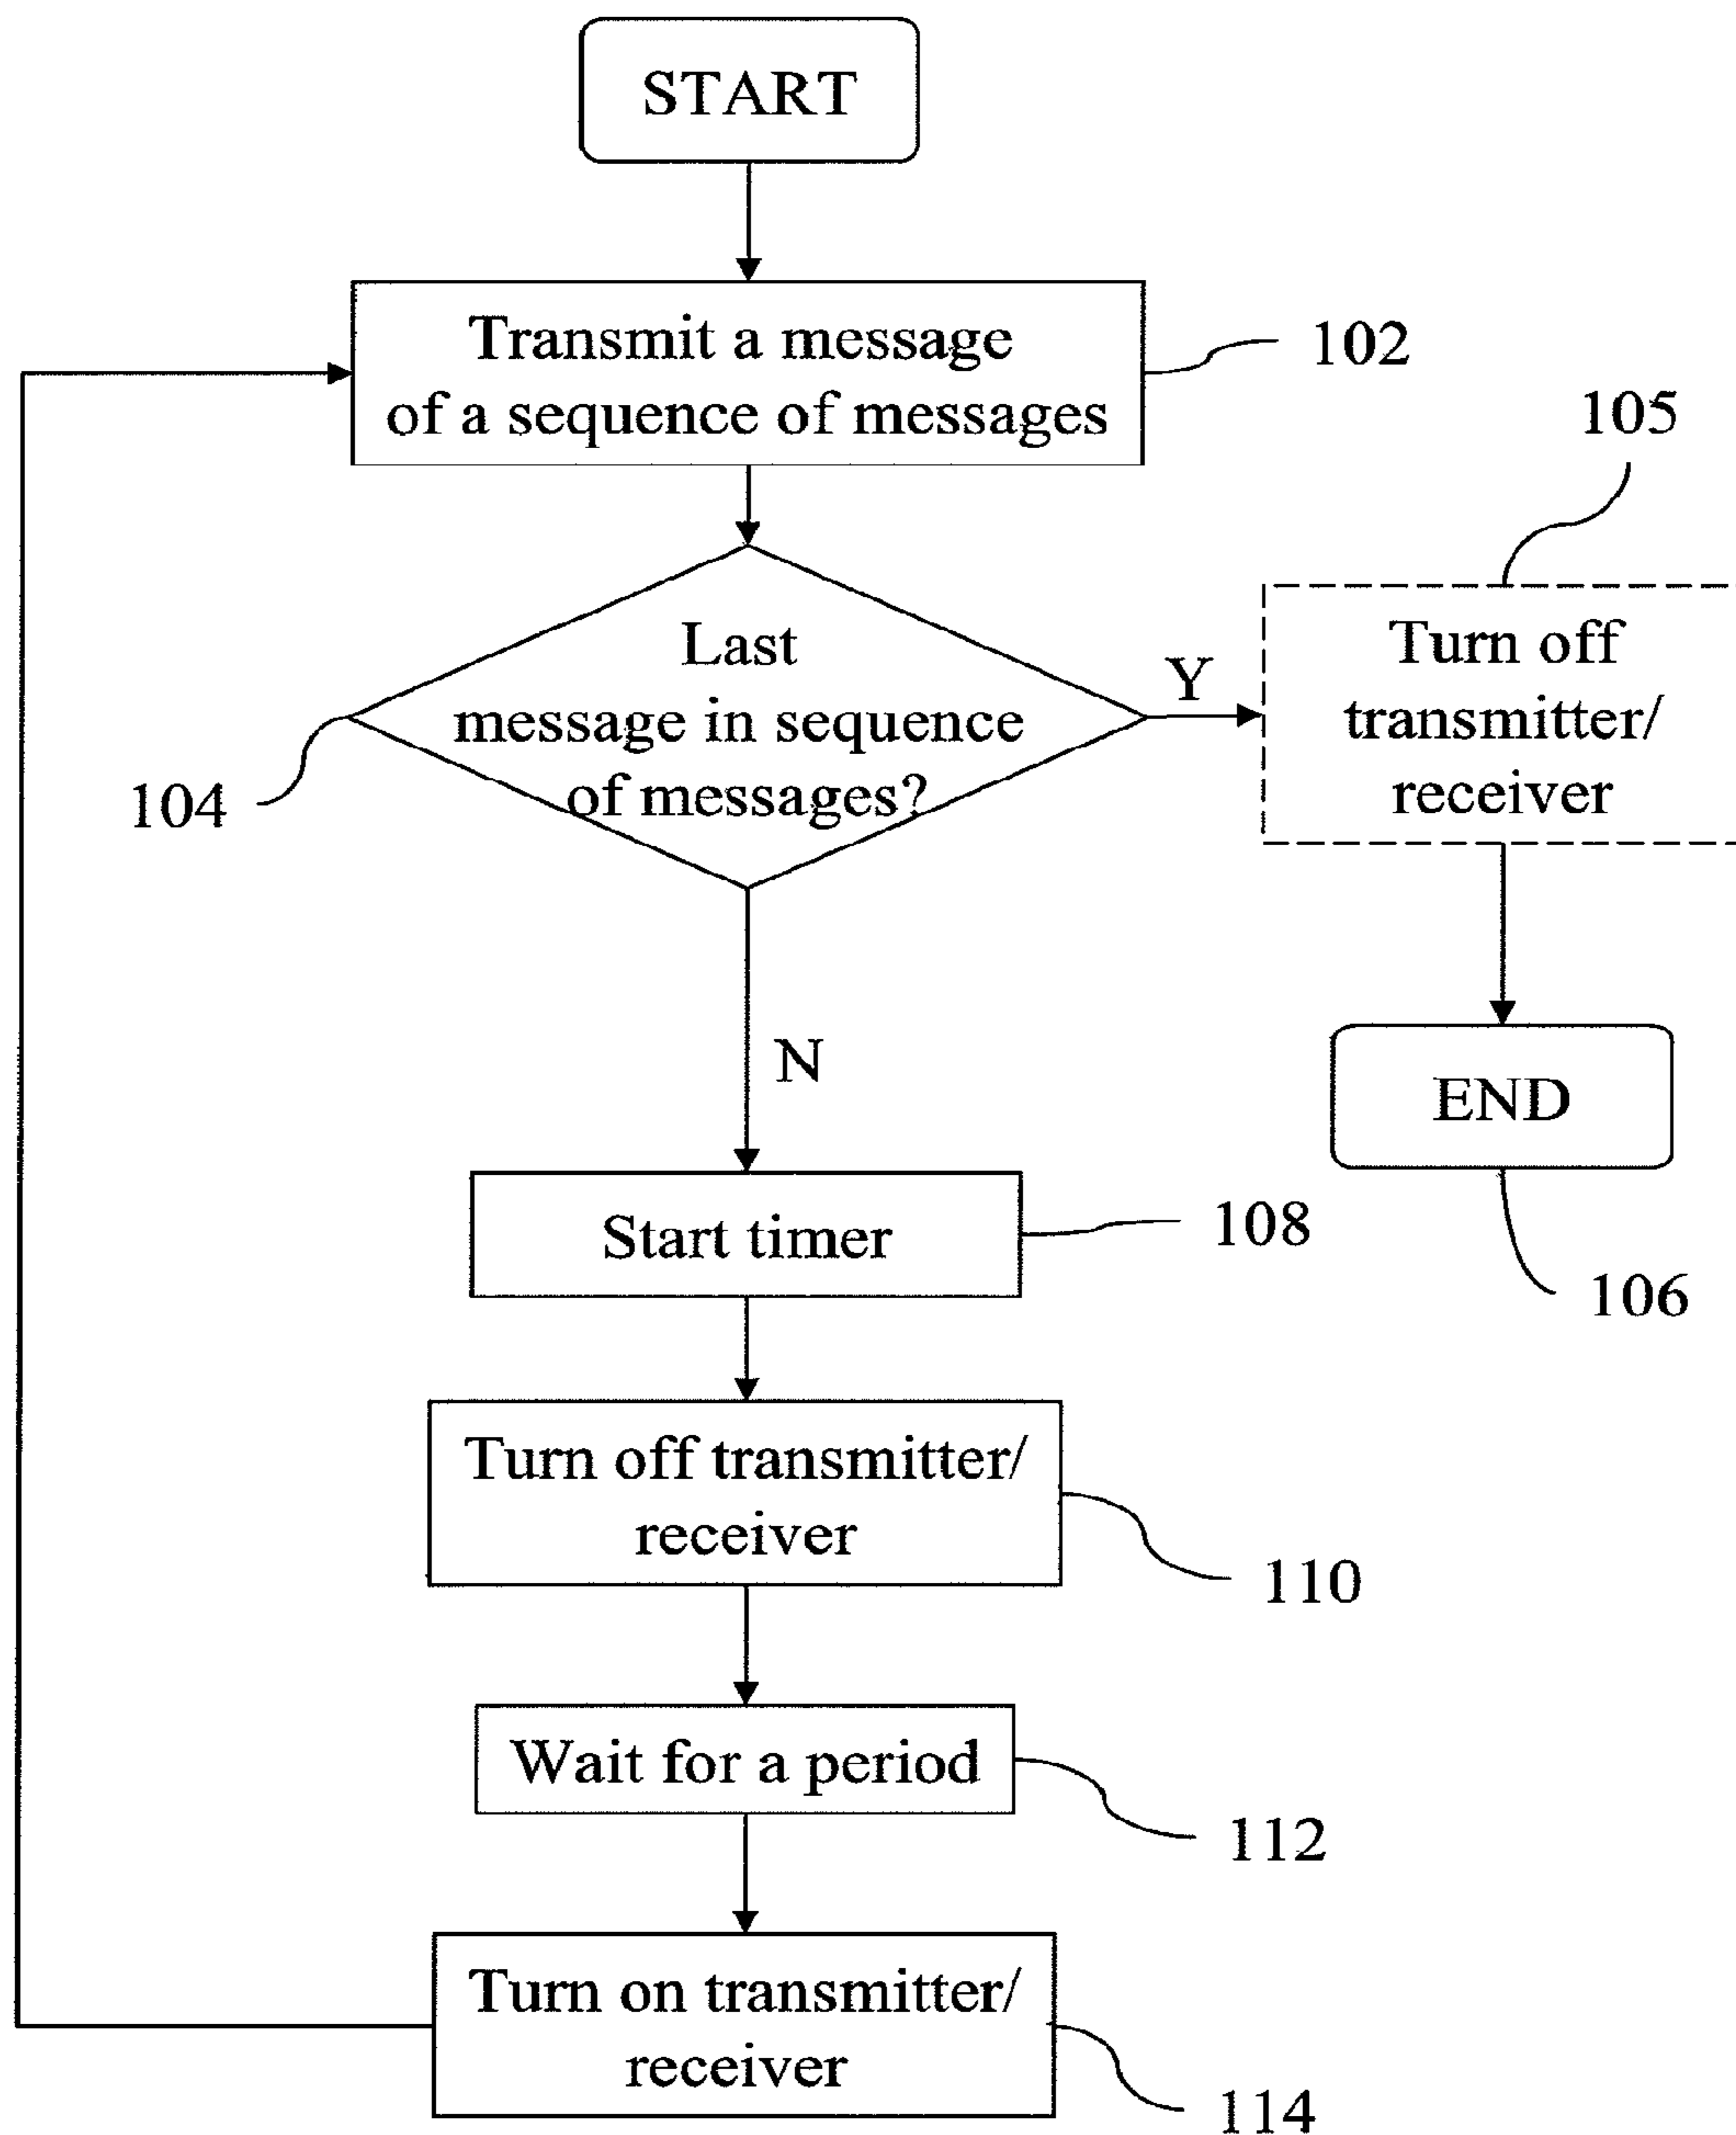 START
Transmit a message
of a sequence of messages
102
105
Last
message in sequence
of messages?
104
Y
Turn off
transmitter/
receiver
N
END
106
Start timer
108
Turn off transmitter/
receiver
110
Wait for a period
112
Turn on transmitter/
receiver
114